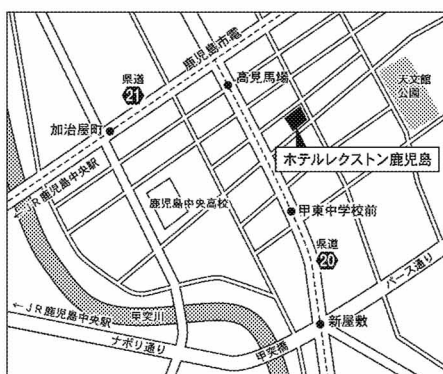 鹿児島市電
県道
21
高見馬場
天文館
公園
加治屋町
←JR鹿児島中央駅
ホテルレクストン鹿児島
鹿児島中央高校
甲東中学校前
県道
20
パース通り
←JR鹿児島中央駅
甲突川
新屋敷
ナポリ通り
甲突橋